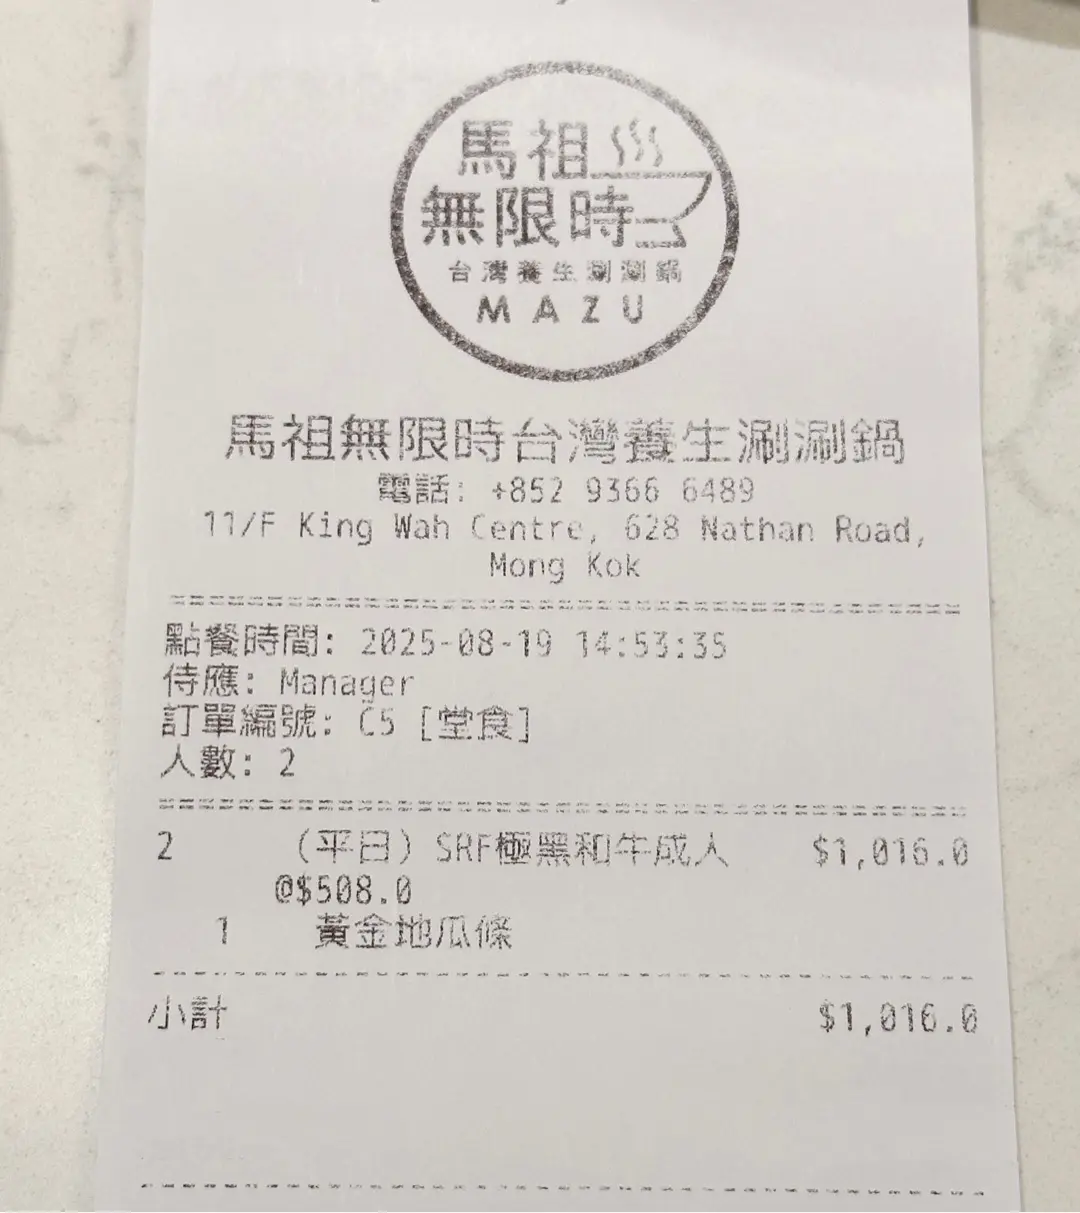 馬祖
無限時
台灣養生涮涮鍋
MAZU
馬祖無限時台灣養生涮涮鍋
電話: +852 9366 6489
11/F King Wah Centre, 628 Nathan Road,
Mong Kok
點餐時間: 2025-08-19 14:53:35
侍應: Manager
訂單編號: C5 [堂食]
人數: 2
2 (平日) SRF極黑和牛成人 $1,016.0
@$508.0
1 黃金地瓜條
小計 $1,016.0